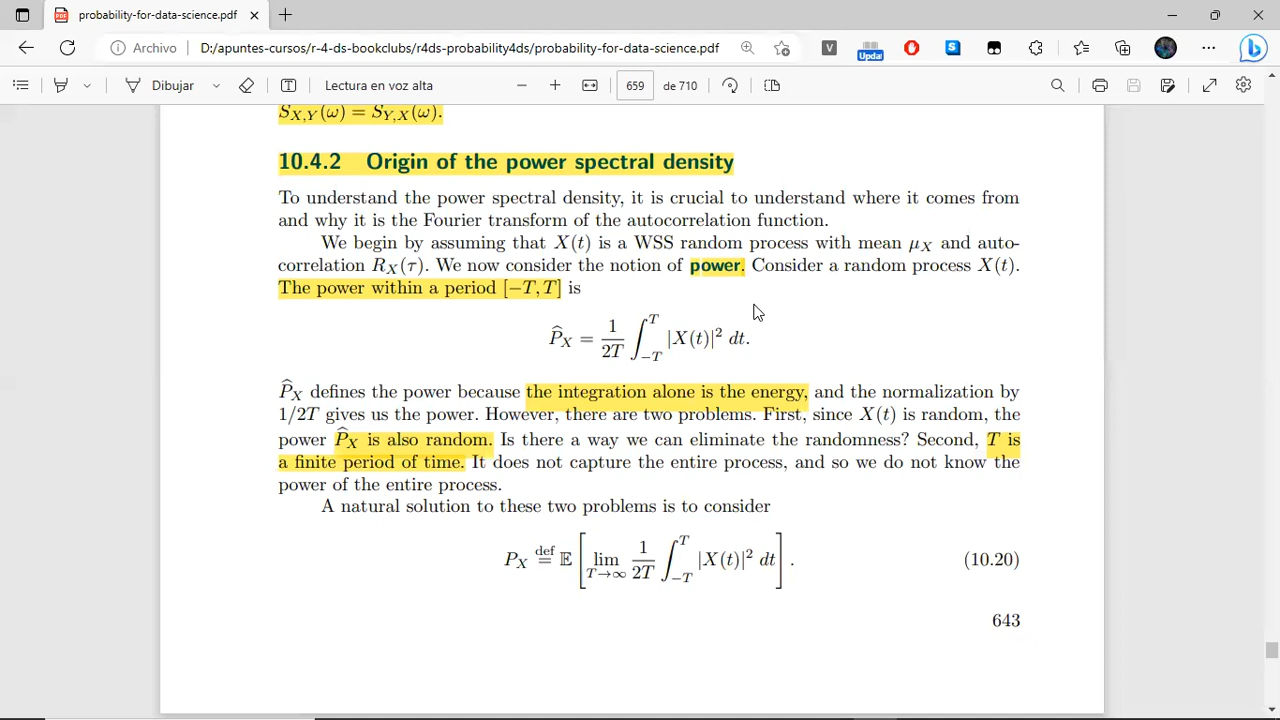 probability-for-data-science.pdf
Archivo D:/apuntes-cursos/r-4-ds-bookclubs/r4ds-probability4ds/probability-for-data-science.pdf
Updat
Dibujar Lectura en voz alta 659 de 710
S_{X,Y}(ω) = S_{Y,X}(ω).
10.4.2 Origin of the power spectral density
To understand the power spectral density, it is crucial to understand where it comes from
and why it is the Fourier transform of the autocorrelation function.
We begin by assuming that X(t) is a WSS random process with mean μ_X and auto-
correlation R_X(τ). We now consider the notion of power. Consider a random process X(t).
The power within a period [−T, T] is
P̂_X = 1/2T ∫_{−T}^{T} |X(t)|² dt.
P̂_X defines the power because the integration alone is the energy, and the normalization by
1/2T gives us the power. However, there are two problems. First, since X(t) is random, the
power P̂_X is also random. Is there a way we can eliminate the randomness? Second, T is
a finite period of time. It does not capture the entire process, and so we do not know the
power of the entire process.
A natural solution to these two problems is to consider
P_X def= 𝔼[lim_{T→∞} 1/2T ∫_{−T}^{T} |X(t)|² dt]. (10.20)
643